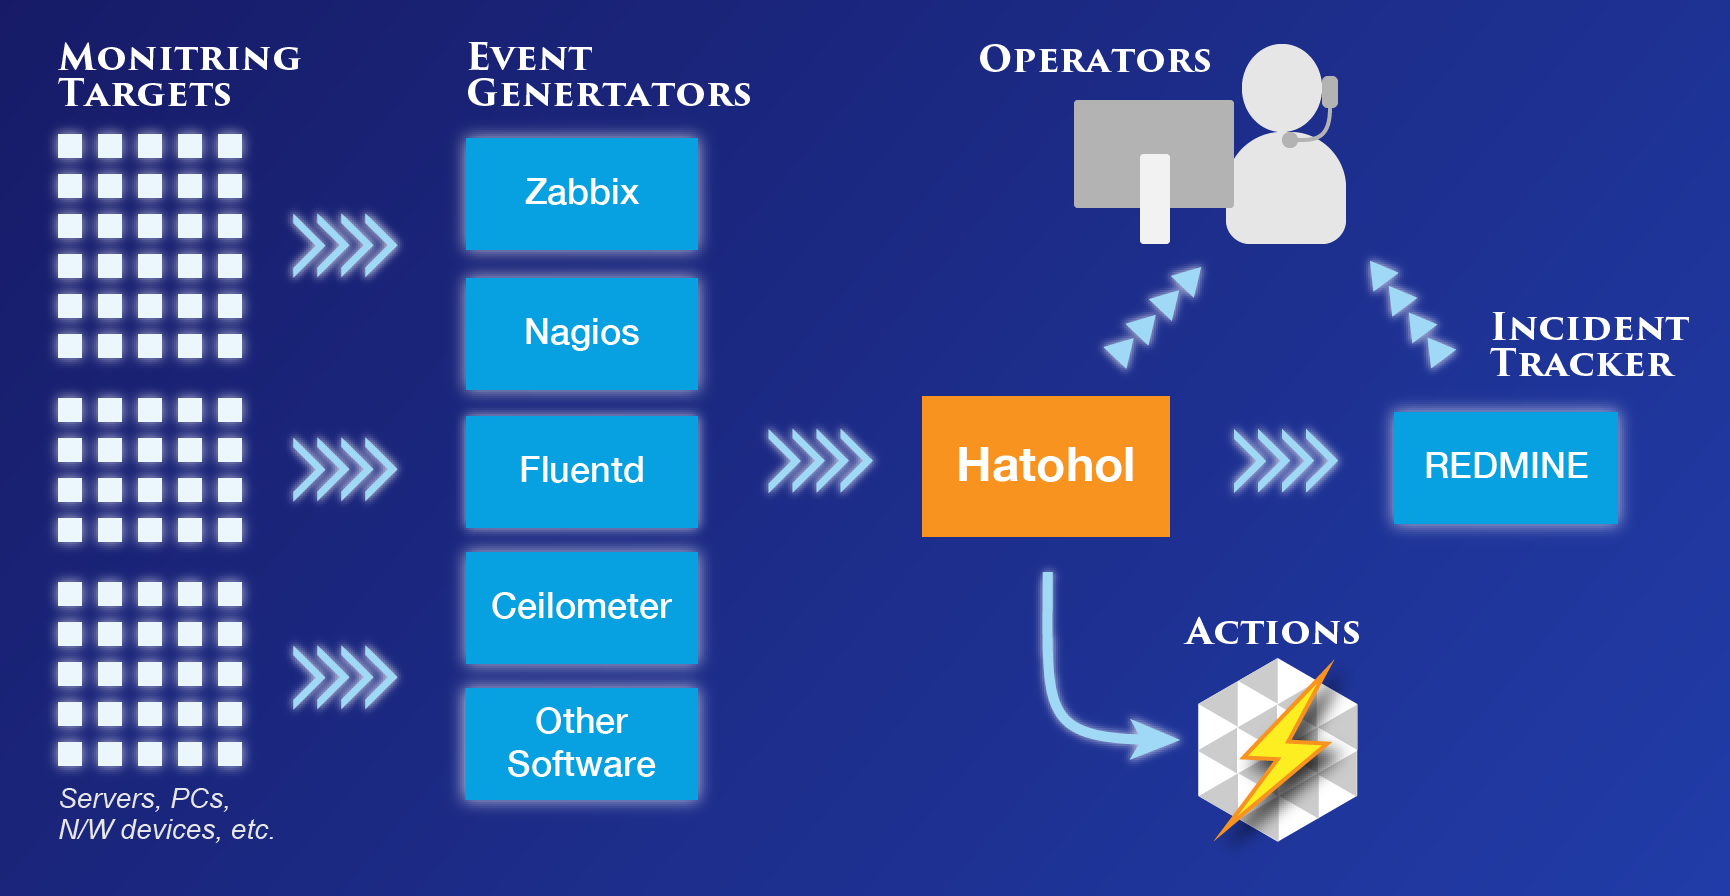 MONITRING
TARGETS
Servers, PCs,
N/W devices, etc.
EVENT
GENERTATORS
Zabbix
Nagios
Fluentd
Ceilometer
Other
Software
Hatohol
OPERATORS
INCIDENT
TRACKER
REDMINE
ACTIONS